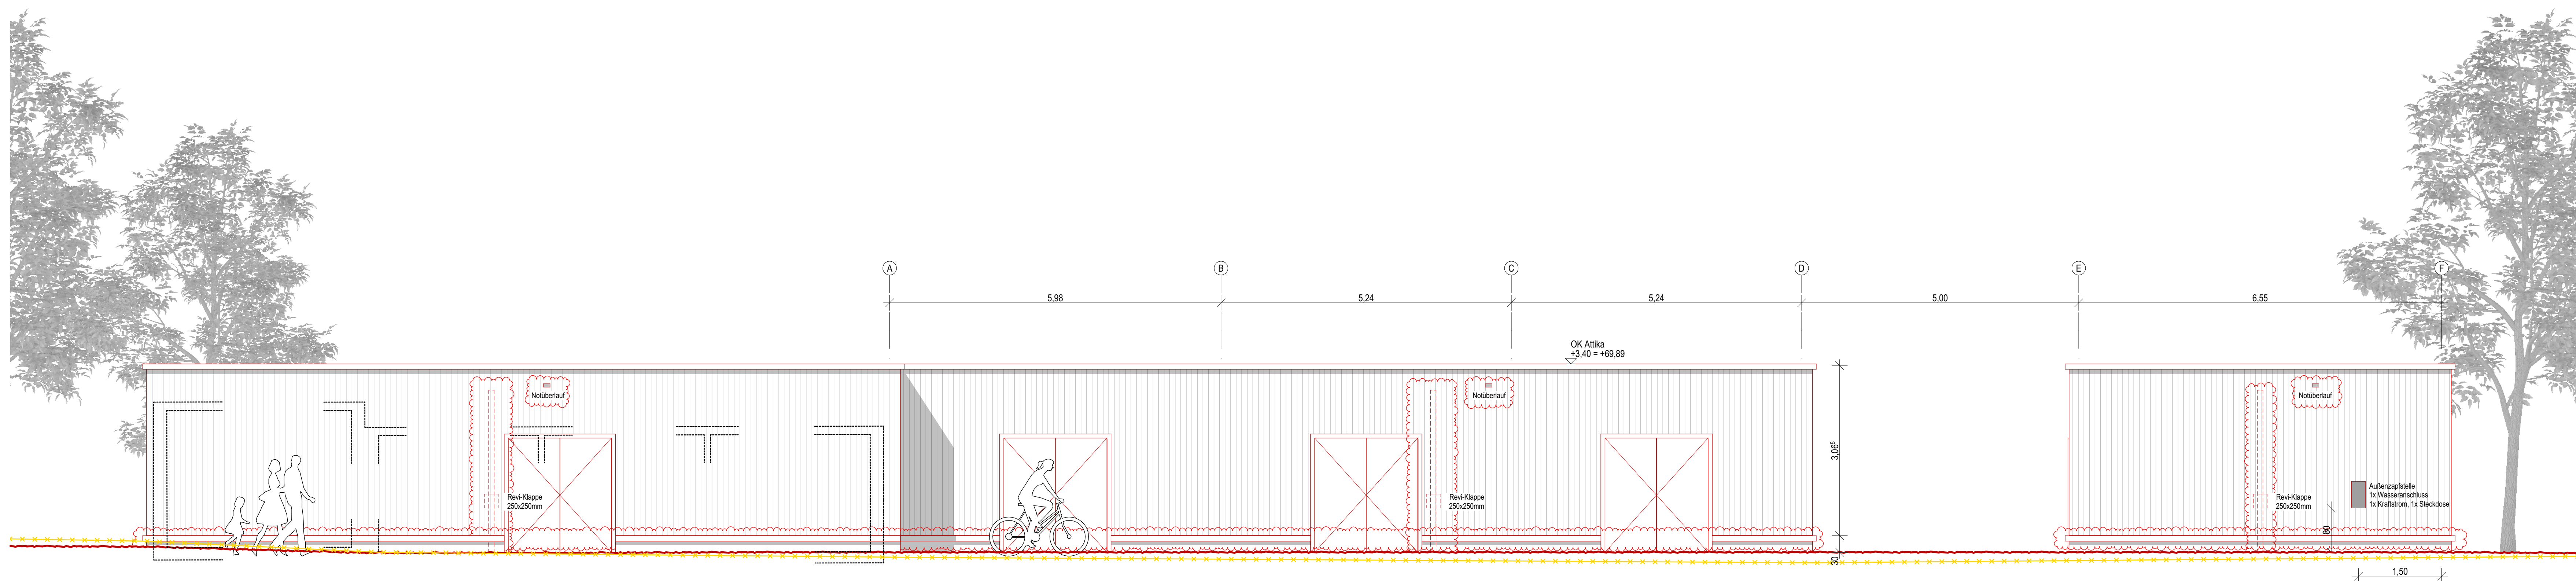 A
B
C
D
E
F
5,98
5,24
5,24
5,00
6,55
OK Attika
+3,40 = +69,89
Notüberlauf
Notüberlauf
Notüberlauf
3,06⁵
Revi-Klappe
250x250mm
Revi-Klappe
250x250mm
Revi-Klappe
250x250mm
Außenzapfstelle
1x Wasseranschluss
1x Kraftstrom, 1x Steckdose
80
30
1,50